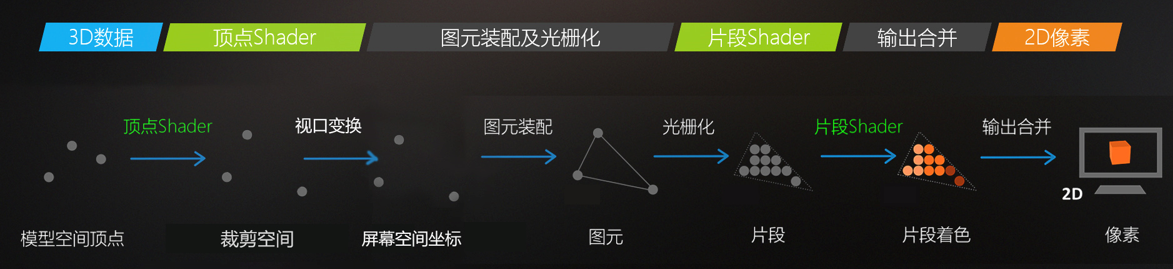 3D数据 顶点Shader 图元装配及光栅化 片段Shader 输出合并 2D像素
顶点Shader 视口变换 图元装配 光栅化 片段Shader 输出合并
2D
模型空间顶点 裁剪空间 屏幕空间坐标 图元 片段 片段着色 像素